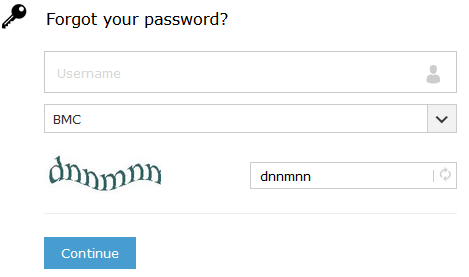 Forgot your password?
Username
BMC
dnnmnn
dnnmnn
Continue